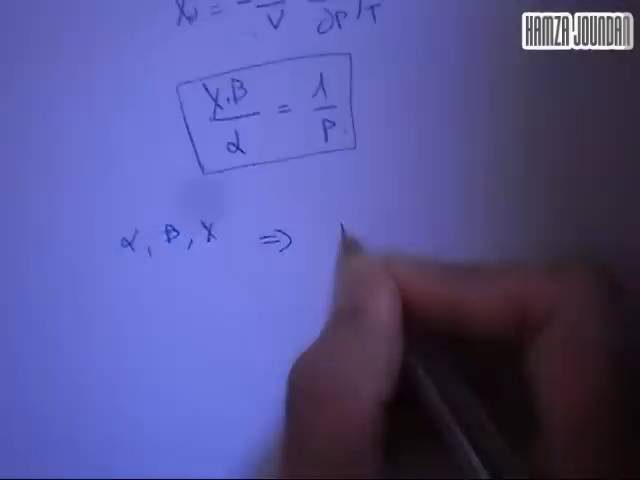 HAMZA JOUNDAN
χ = - — V ∂P)T
χ.B / α = 1 / P
α, B, χ ⇒